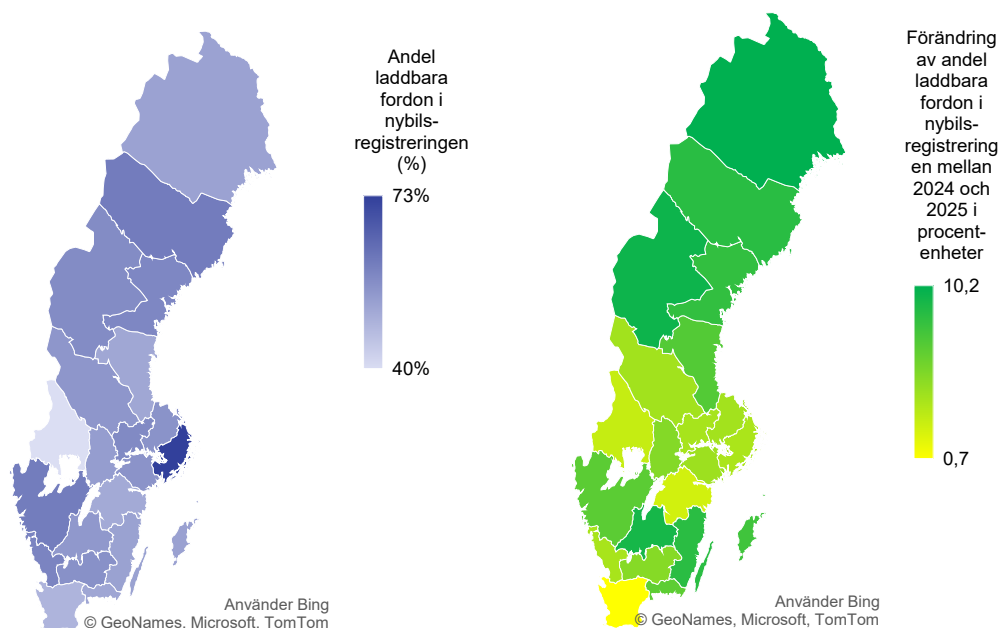 Andel
laddbara
fordon i
nybils-
registreringen
(%)
73%
40%
Använder Bing
© GeoNames, Microsoft, TomTom
Förändring
av andel
laddbara
fordon i
nybils-
registrering
en mellan
2024 och
2025 i
procent-
enheter
10,2
0,7
Använder Bing
© GeoNames, Microsoft, TomTom